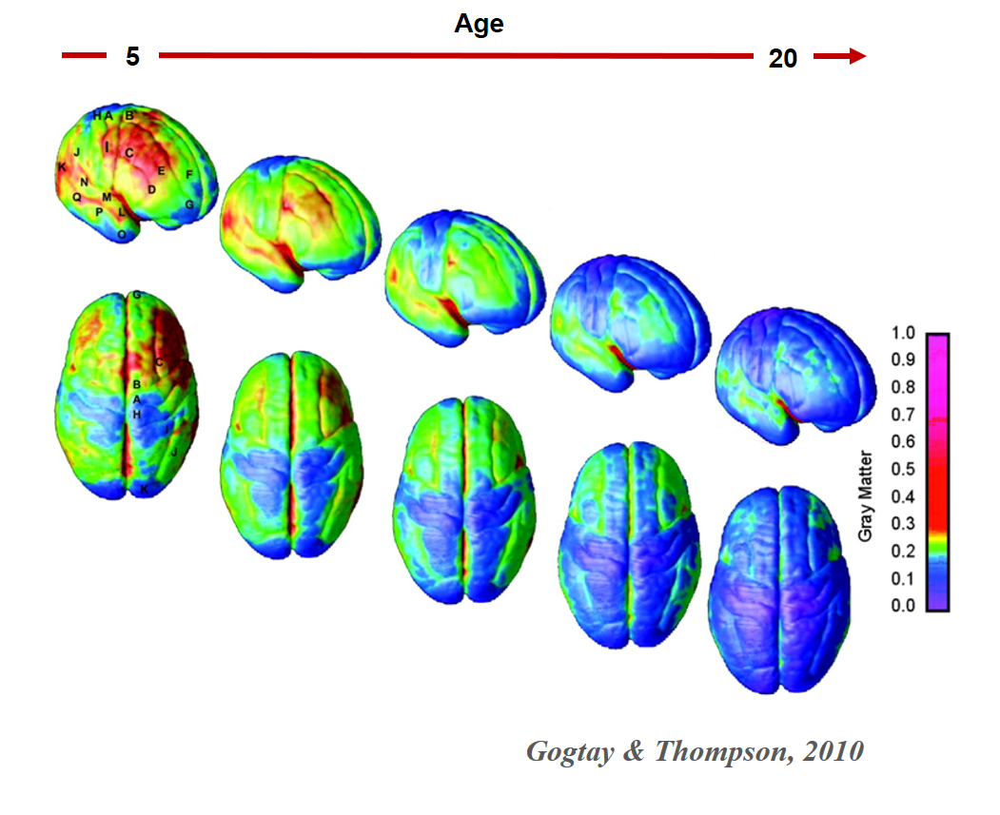 Age
5 20
H A B
J I C
K E F
N D
Q M G
P L
O
G
C
B
A
H
I
J
K
1.0
0.9
0.8
0.7
0.6
0.5
0.4
0.3
0.2
0.1
0.0
Gray Matter
Gogtay & Thompson, 2010